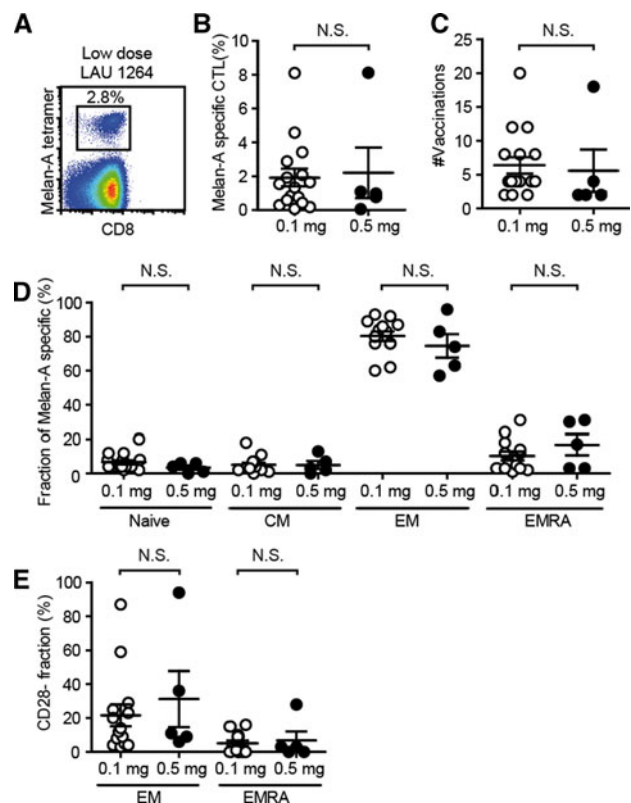 A
Low dose
LAU 1264
2.8%
Melan-A tetramer
CD8
B
N.S.
Melan-A specific CTL(%)
10
8
6
4
2
0
0.1 mg 0.5 mg
C
N.S.
#Vaccinations
25
20
15
10
5
0
0.1 mg 0.5 mg
D
N.S. N.S. N.S. N.S.
Fraction of Melan-A specific (%)
100
80
60
40
20
0
0.1 mg 0.5 mg 0.1 mg 0.5 mg 0.1 mg 0.5 mg 0.1 mg 0.5 mg
Naive CM EM EMRA
E
N.S. N.S.
CD28- fraction (%)
100
80
60
40
20
0
0.1 mg 0.5 mg 0.1 mg 0.5 mg
EM EMRA